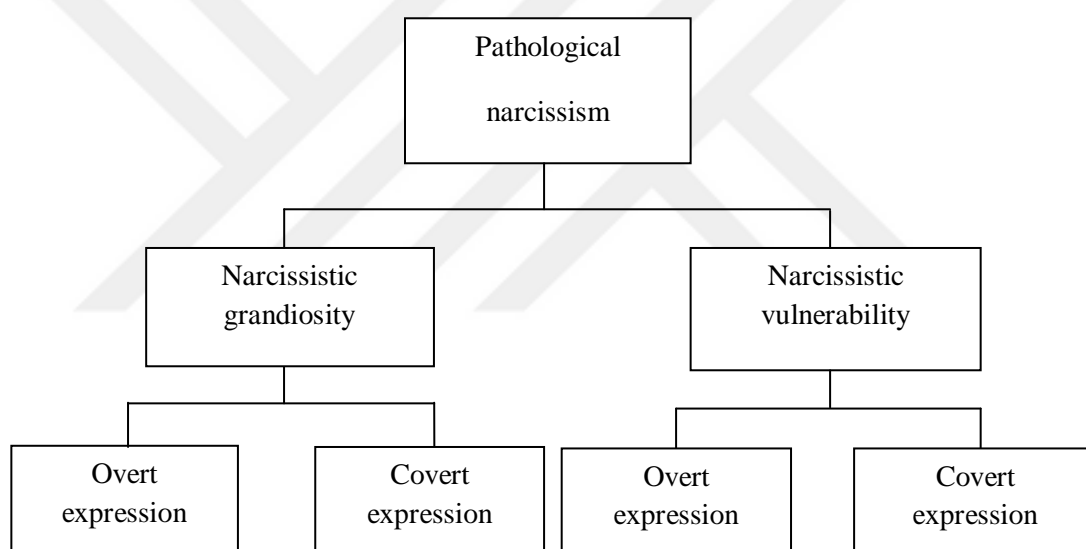 Pathological
narcissism
Narcissistic
grandiosity
Narcissistic
vulnerability
Overt
expression
Covert
expression
Overt
expression
Covert
expression